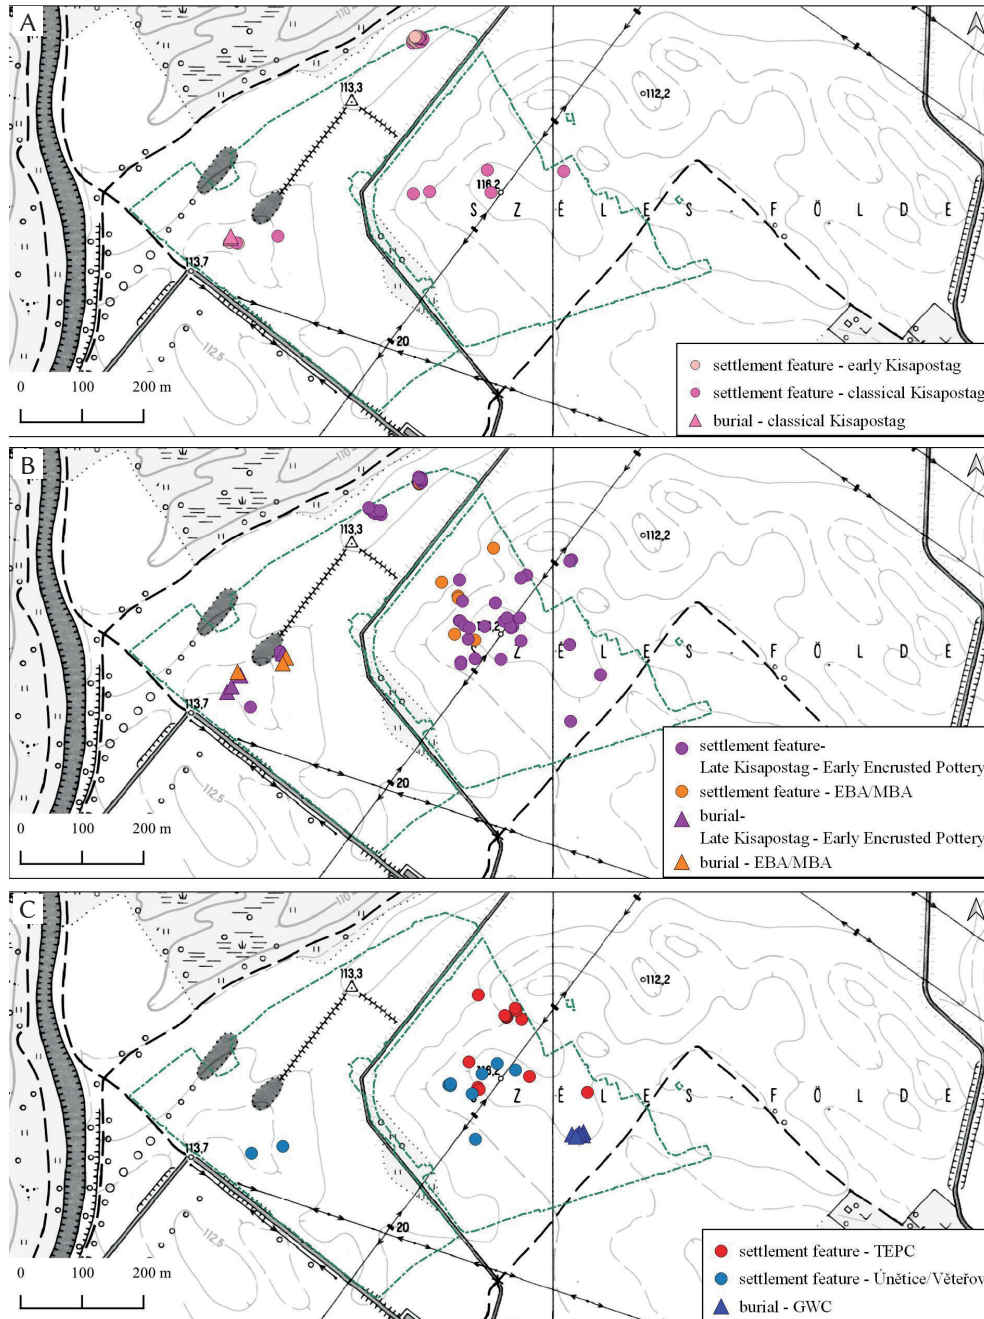 A
110
113,3
112,2
116,2
S Z É L E S - F Ö L D E
113,7
112.5
20
0 100 200 m
settlement feature - early Kisapostag
settlement feature - classical Kisapostag
burial - classical Kisapostag
B
110
113,3
112,2
S Z É L E S - F Ö L D E
113,7
112.5
20
0 100 200 m
settlement feature-
Late Kisapostag - Early Encrusted Pottery
settlement feature - EBA/MBA
burial-
Late Kisapostag - Early Encrusted Pottery
burial - EBA/MBA
C
110
113,3
112,2
Z É L E S - F Ö L D E
113,7
112.5
20
0 100 200 m
settlement feature - TEPC
settlement feature - Únětice/Věteřov
burial - GWC